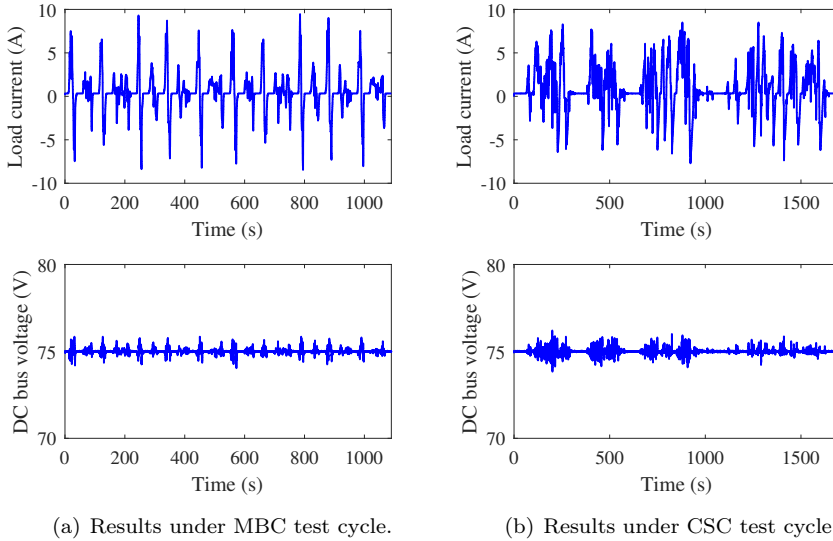 10
5
0
-5
-10
Load current (A)
0 200 400 600 800 1000
Time (s)
80
75
70
DC bus voltage (V)
0 200 400 600 800 1000
Time (s)
(a) Results under MBC test cycle.
10
5
0
-5
-10
Load current (A)
0 500 1000 1500
Time (s)
80
75
70
DC bus voltage (V)
0 500 1000 1500
Time (s)
(b) Results under CSC test cycle